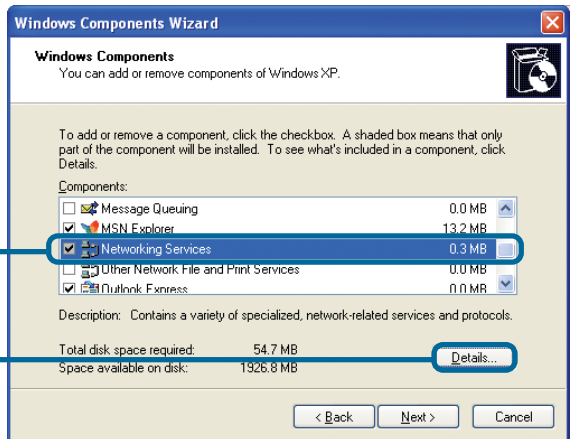 Windows Components Wizard
Windows Components
You can add or remove components of Windows XP.
To add or remove a component, click the checkbox. A shaded box means that only
part of the component will be installed. To see what's included in a component, click
Details.
Components:
Message Queuing 0.0 MB
MSN Explorer 13.2 MB
Networking Services 0.3 MB
Other Network File and Print Services 0.0 MB
Outlook Express 0.0 MB
Description: Contains a variety of specialized, network-related services and protocols.
Total disk space required: 54.7 MB
Details...
Space available on disk: 1926.8 MB
< Back Next > Cancel